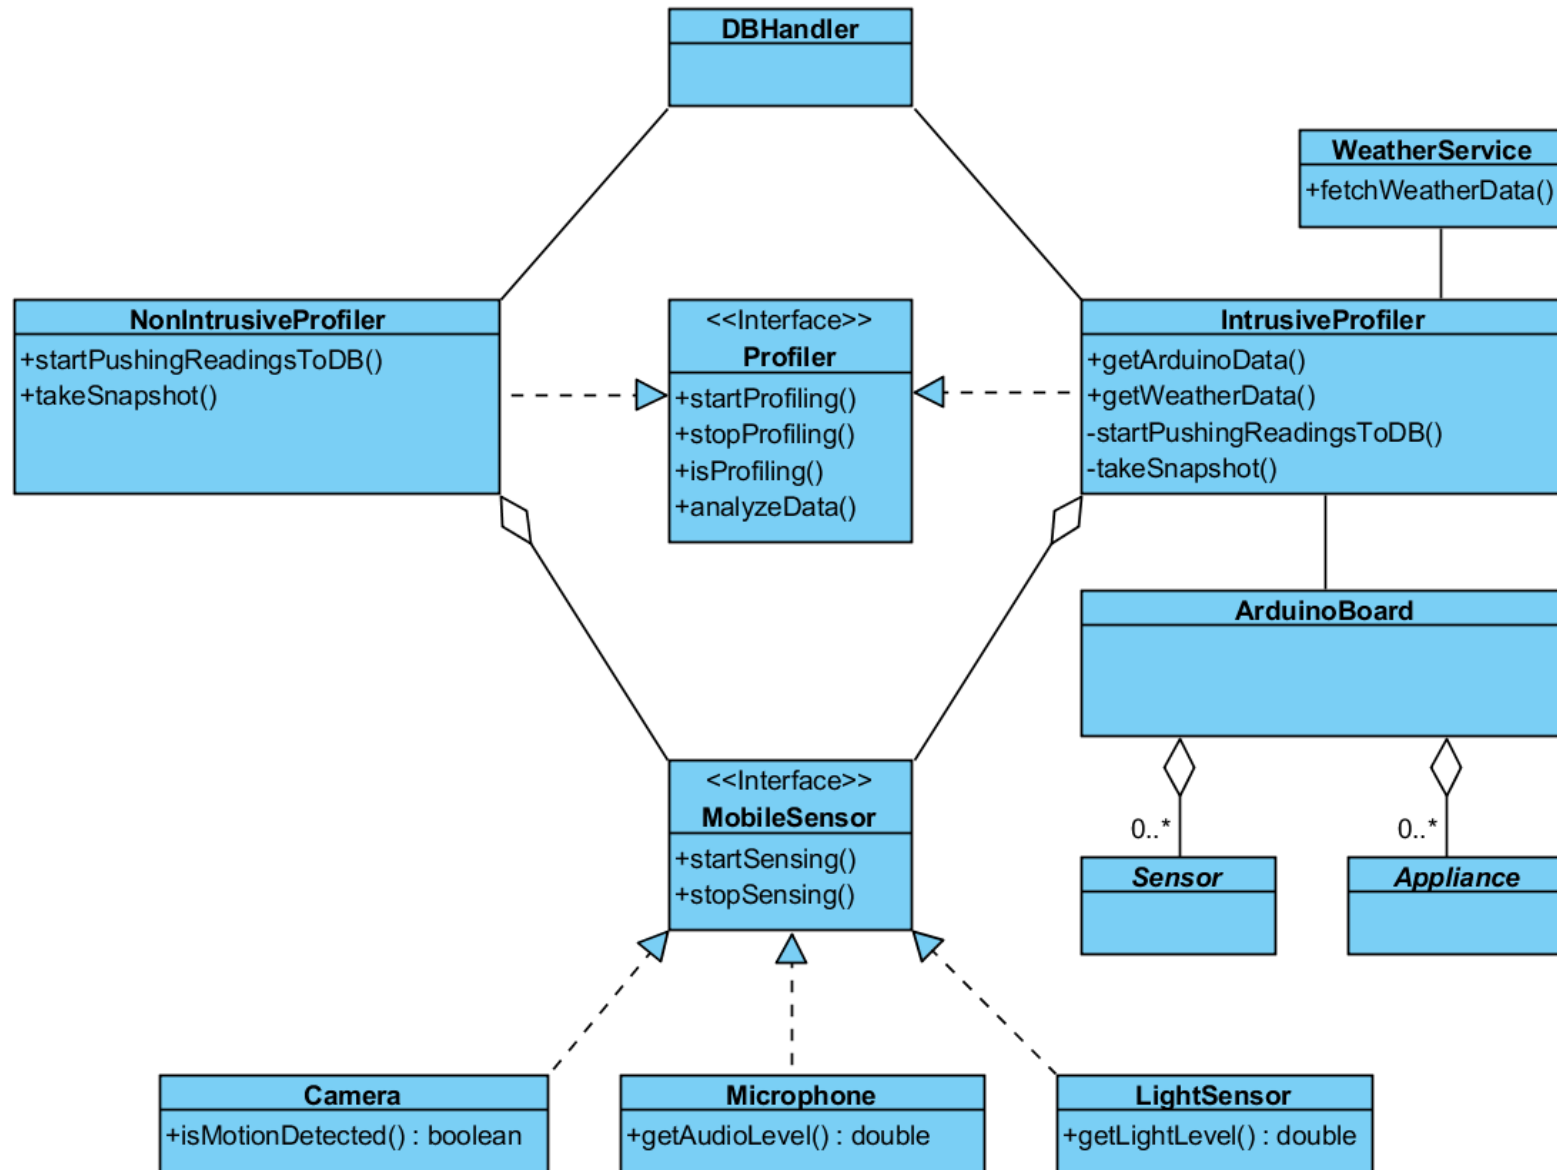 DBHandler
WeatherService
+fetchWeatherData()
NonIntrusiveProfiler
+startPushingReadingsToDB()
+takeSnapshot()
<<Interface>>
Profiler
+startProfiling()
+stopProfiling()
+isProfiling()
+analyzeData()
IntrusiveProfiler
+getArduinoData()
+getWeatherData()
-startPushingReadingsToDB()
-takeSnapshot()
ArduinoBoard
0..*
0..*
Sensor
Appliance
<<Interface>>
MobileSensor
+startSensing()
+stopSensing()
Camera
+isMotionDetected() : boolean
Microphone
+getAudioLevel() : double
LightSensor
+getLightLevel() : double